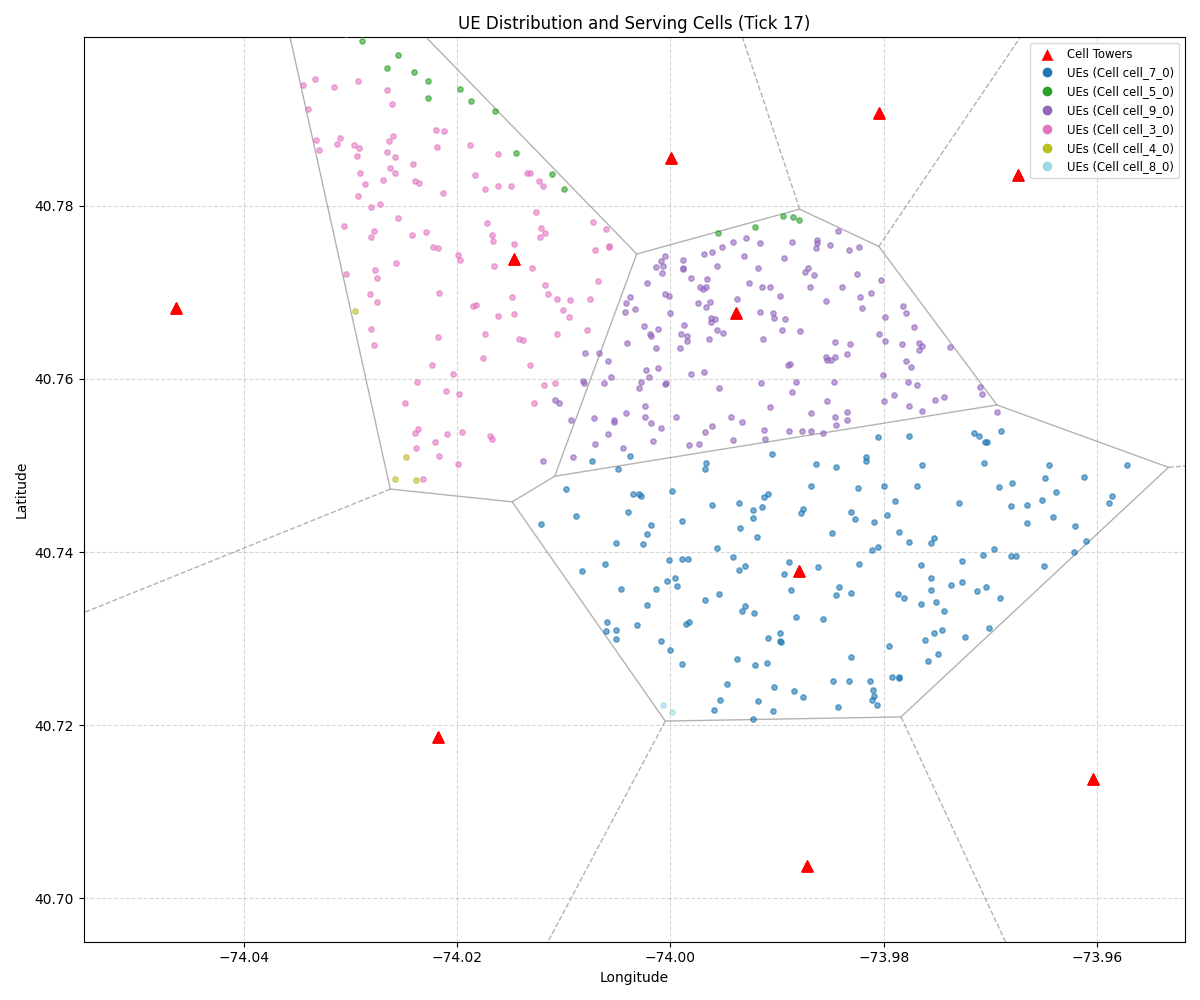 UE Distribution and Serving Cells (Tick 17)
Cell Towers
UEs (Cell cell_7_0)
UEs (Cell cell_5_0)
UEs (Cell cell_9_0)
UEs (Cell cell_3_0)
UEs (Cell cell_4_0)
UEs (Cell cell_8_0)
40.78
40.76
40.74
40.72
40.70
Latitude
−74.04
−74.02
−74.00
−73.98
−73.96
Longitude